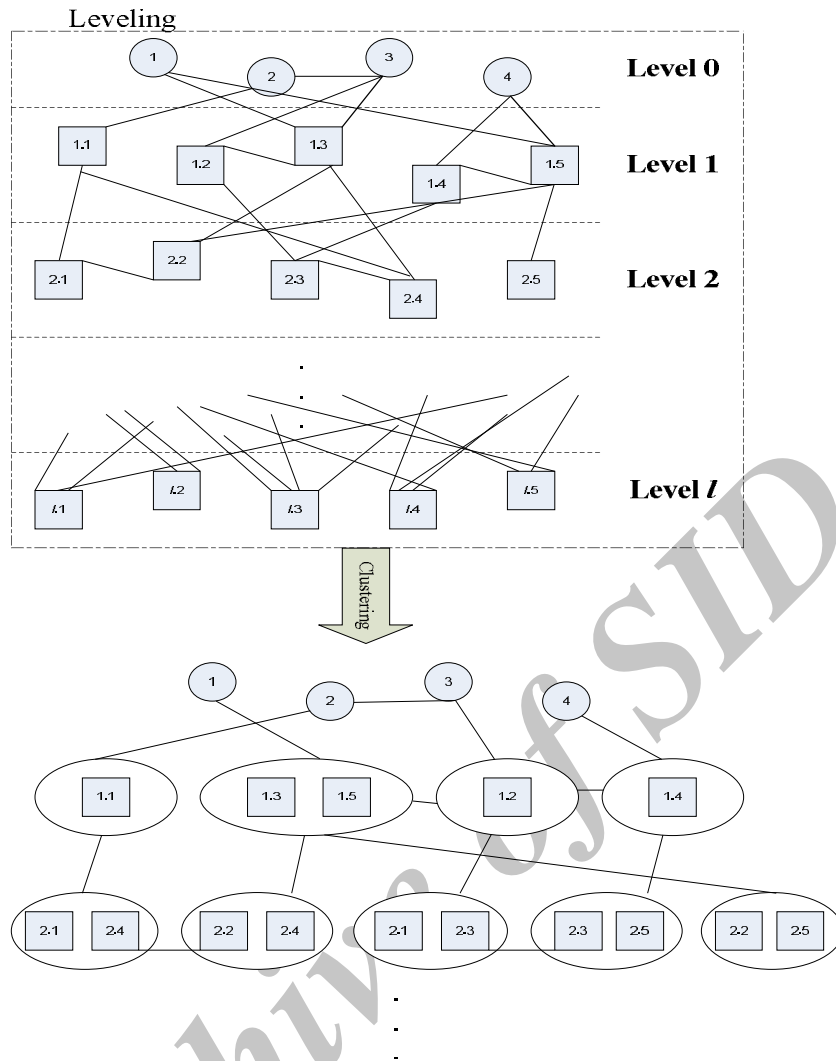 Leveling
1
2
3
4
Level 0
1.1
1.2
1.3
1.4
1.5
Level 1
2.1
2.2
2.3
2.4
2.5
Level 2
l.1
l.2
l.3
l.4
l.5
Level l
Clustering
1
2
3
4
1.1
1.3 1.5
1.2
1.4
2.1 2.4
2.2 2.4
2.1 2.3
2.3 2.5
2.2 2.5
Archive of SID